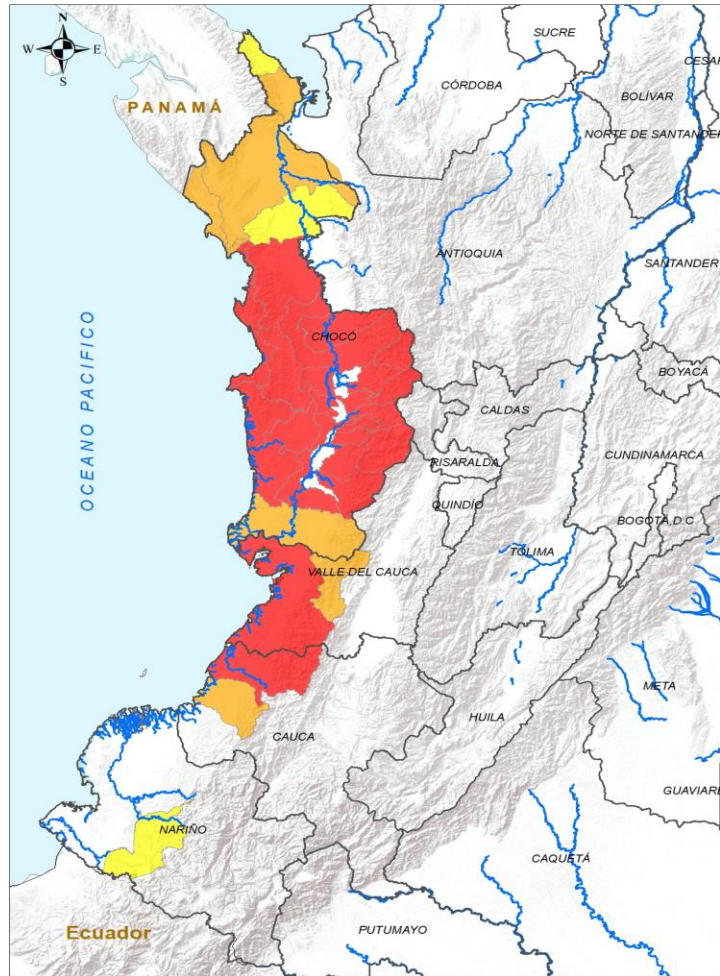 N
W E
S
SUCRE
CESAR
CÓRDOBA
BOLÍVAR
PANAMÁ
NORTE DE SANTANDER
ANTIOQUIA
SANTANDER
OCEANO PACIFICO
CHOCÓ
BOYACÁ
CALDAS
CUNDINAMARCA
RISARALDA
QUINDÍO
BOGOTÁ, D.C
TOLIMA
VALLE DEL CAUCA
META
HUILA
CAUCA
GUAVIARE
NARIÑO
CAQUETÁ
Ecuador
PUTUMAYO